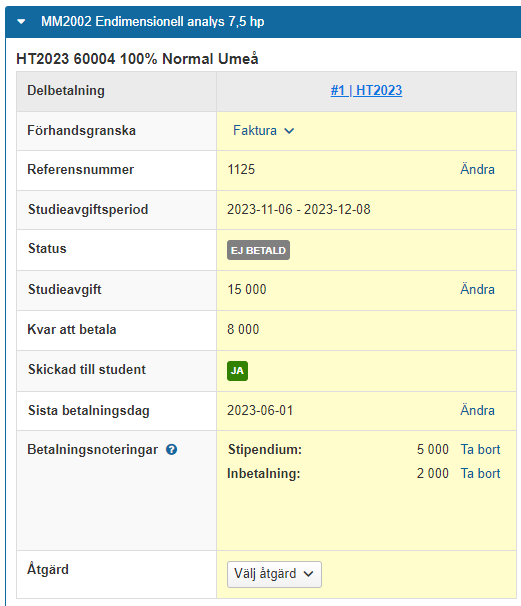 MM2002 Endimensionell analys 7,5 hp
HT2023 60004 100% Normal Umeå
Delbetalning #1 | HT2023
Förhandsgranska Faktura
Referensnummer 1125 Ändra
Studieavgiftsperiod 2023-11-06 - 2023-12-08
Status EJ BETALD
Studieavgift 15 000 Ändra
Kvar att betala 8 000
Skickad till student JA
Sista betalningsdag 2023-06-01 Ändra
Betalningsnoteringar ? Stipendium: 5 000 Ta bort
Inbetalning: 2 000 Ta bort
Åtgärd Välj åtgärd